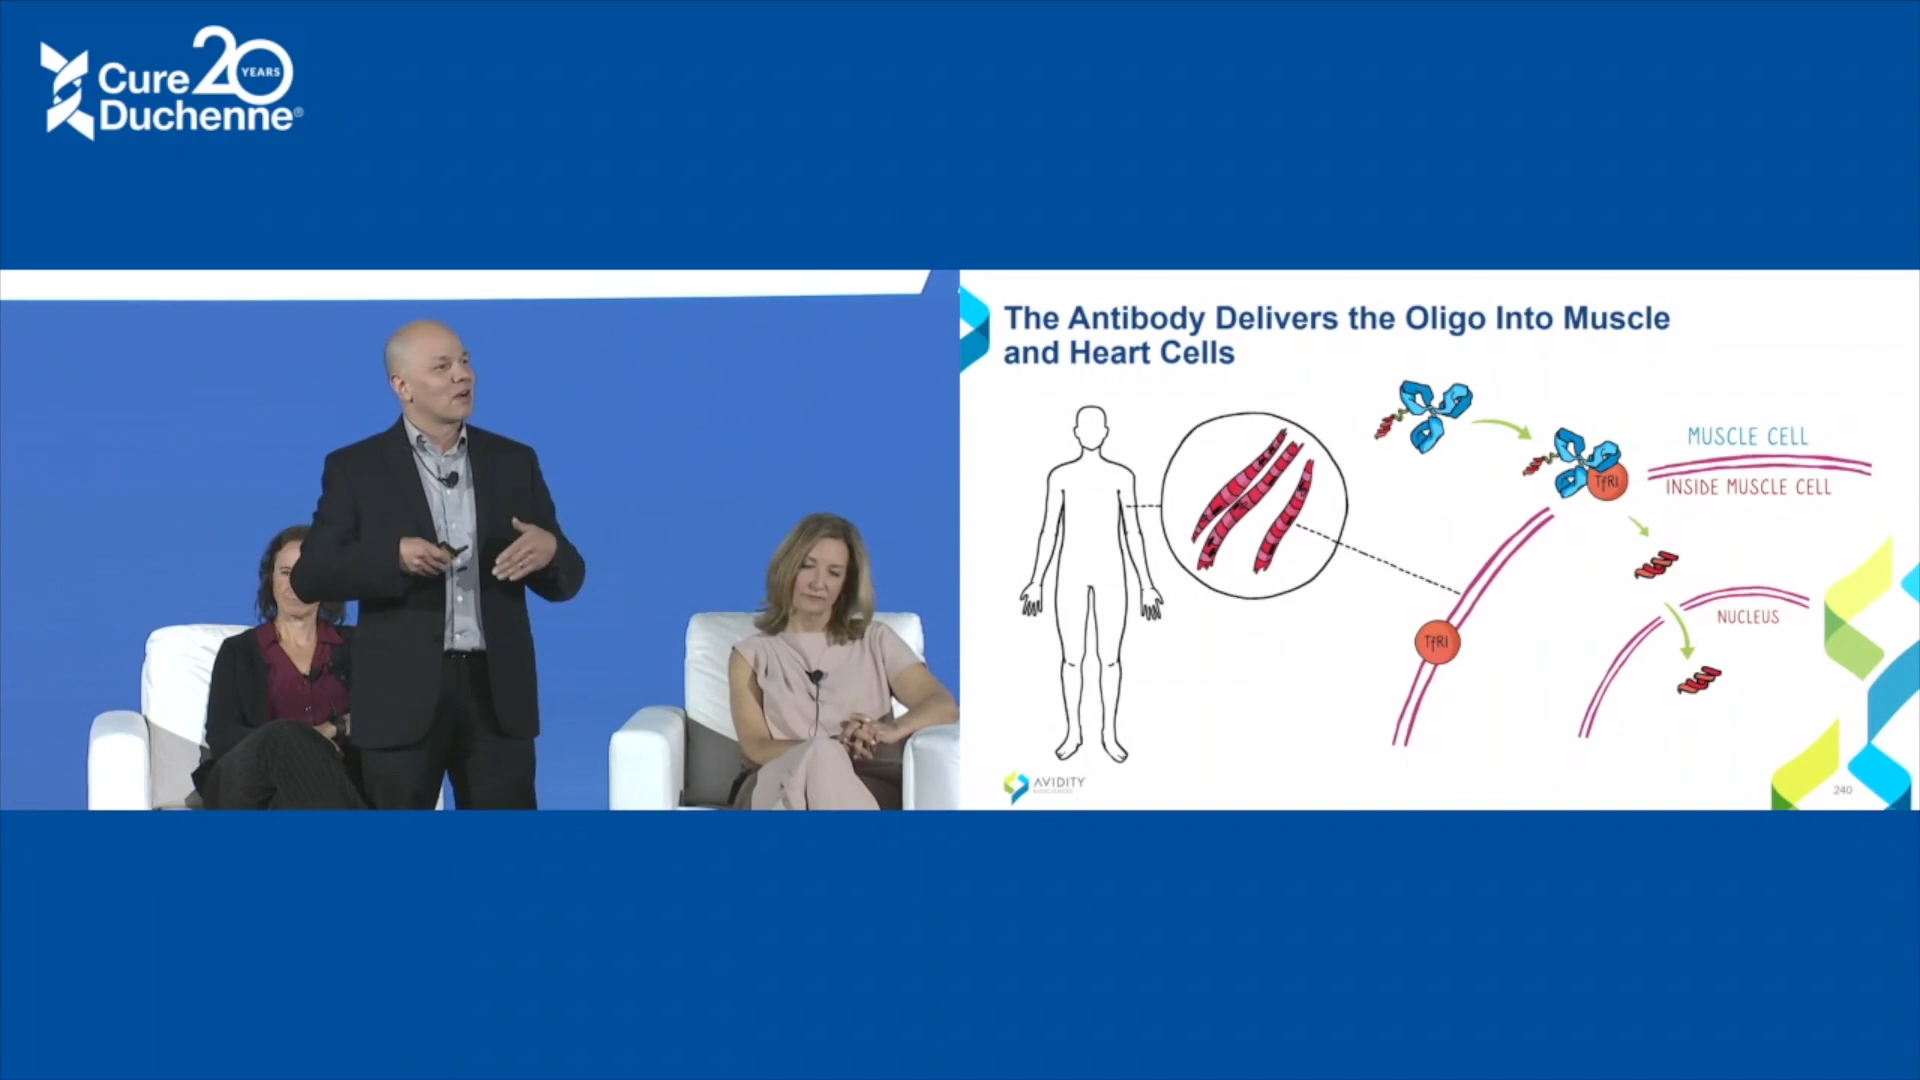 Cure 20 YEARS
Duchenne®
The Antibody Delivers the Oligo Into Muscle
and Heart Cells
MUSCLE CELL
TfR1
INSIDE MUSCLE CELL
NUCLEUS
TfR1
AVIDITY
BIOSCIENCES
240